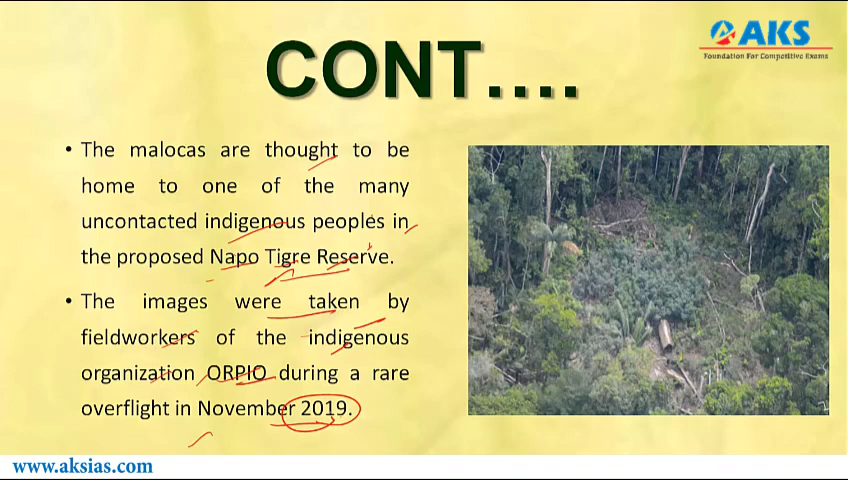 CONT....
AKS
Foundation For Competitive Exams
• The malocas are thought to be
home to one of the many
uncontacted indigenous peoples in
the proposed Napo Tigre Reserve.
• The images were taken by
fieldworkers of the indigenous
organization ORPIO during a rare
overflight in November 2019.
www.aksias.com